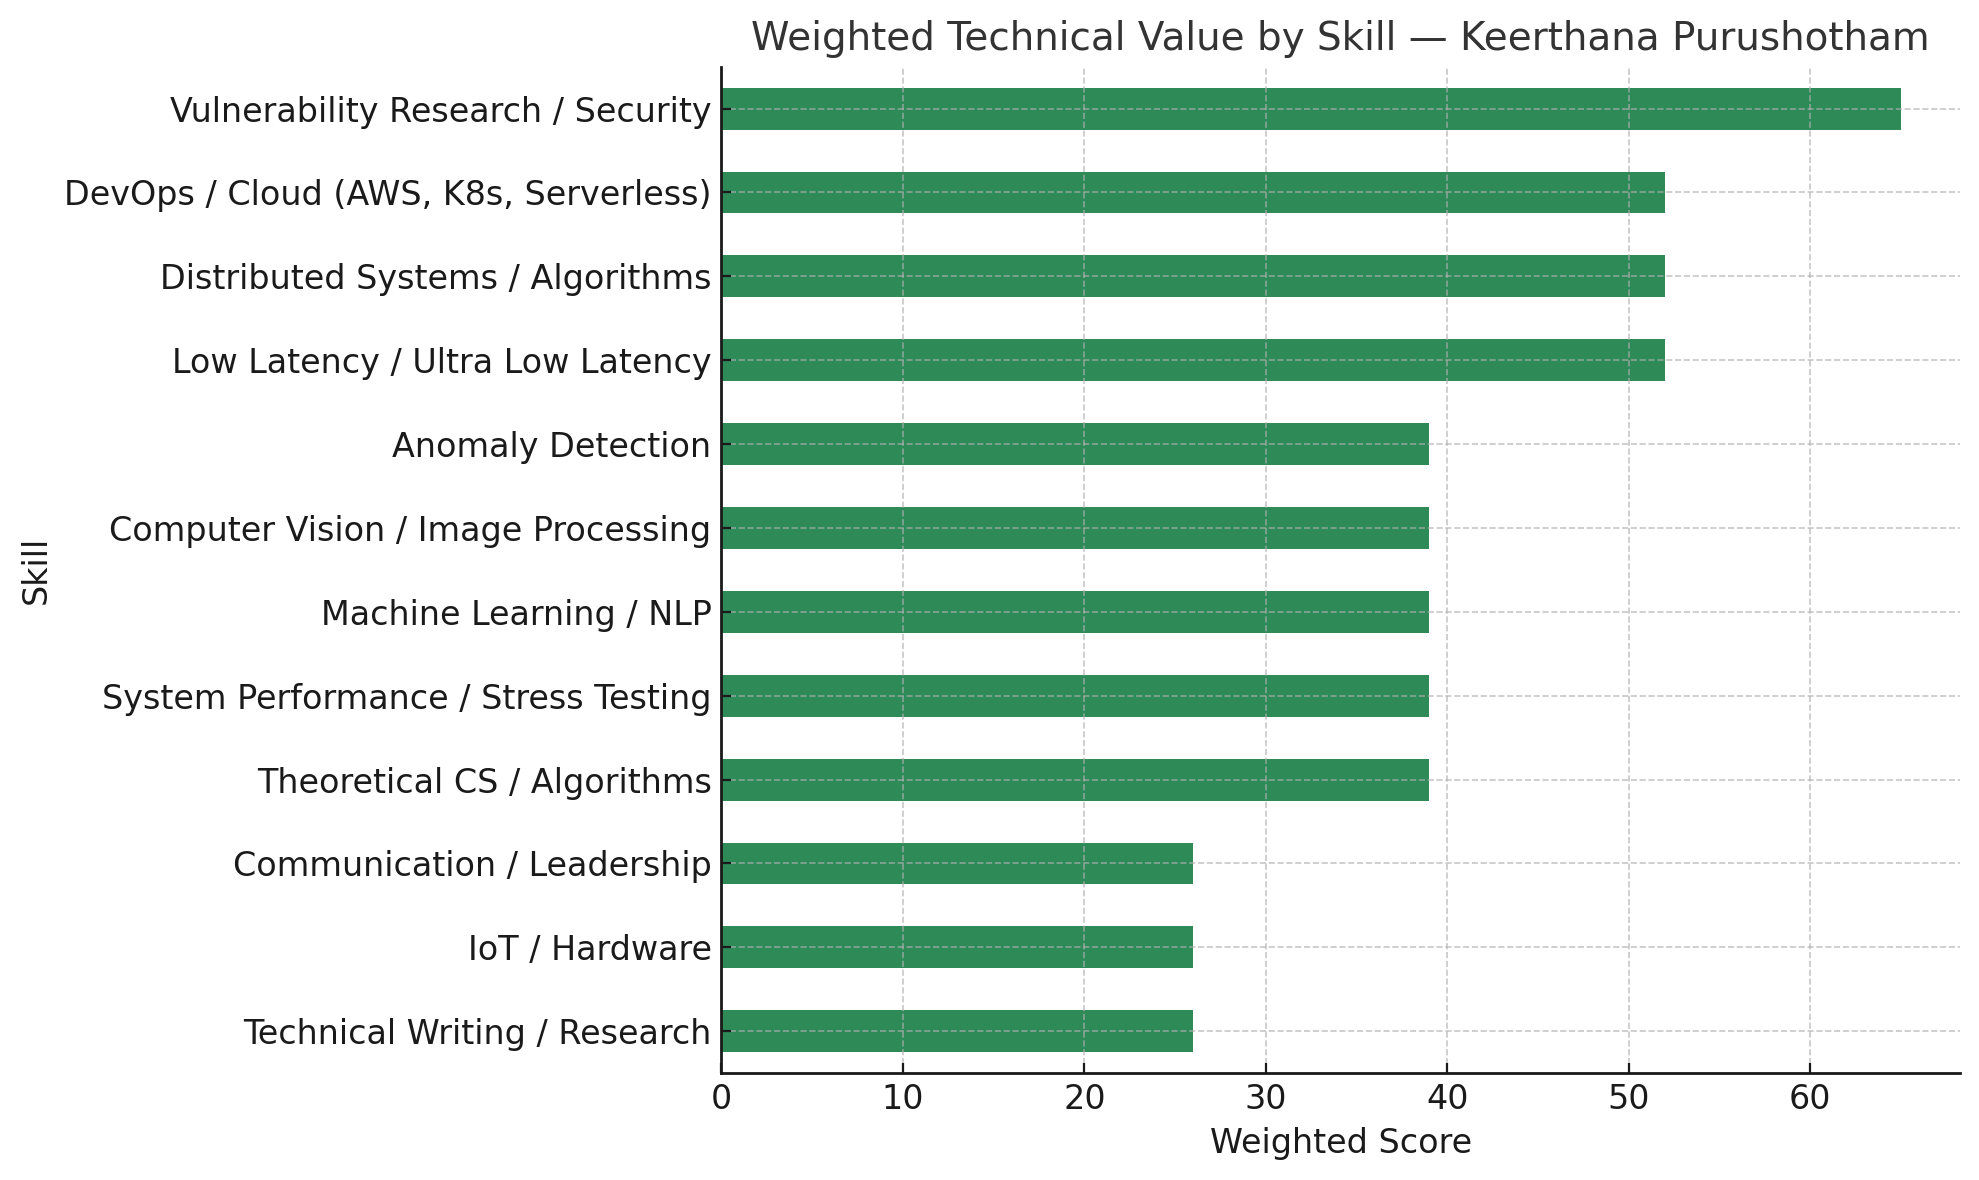 Weighted Technical Value by Skill — Keerthana Purushotham
Vulnerability Research / Security
DevOps / Cloud (AWS, K8s, Serverless)
Distributed Systems / Algorithms
Low Latency / Ultra Low Latency
Anomaly Detection
Computer Vision / Image Processing
Machine Learning / NLP
System Performance / Stress Testing
Theoretical CS / Algorithms
Communication / Leadership
IoT / Hardware
Technical Writing / Research
Skill
0 10 20 30 40 50 60
Weighted Score